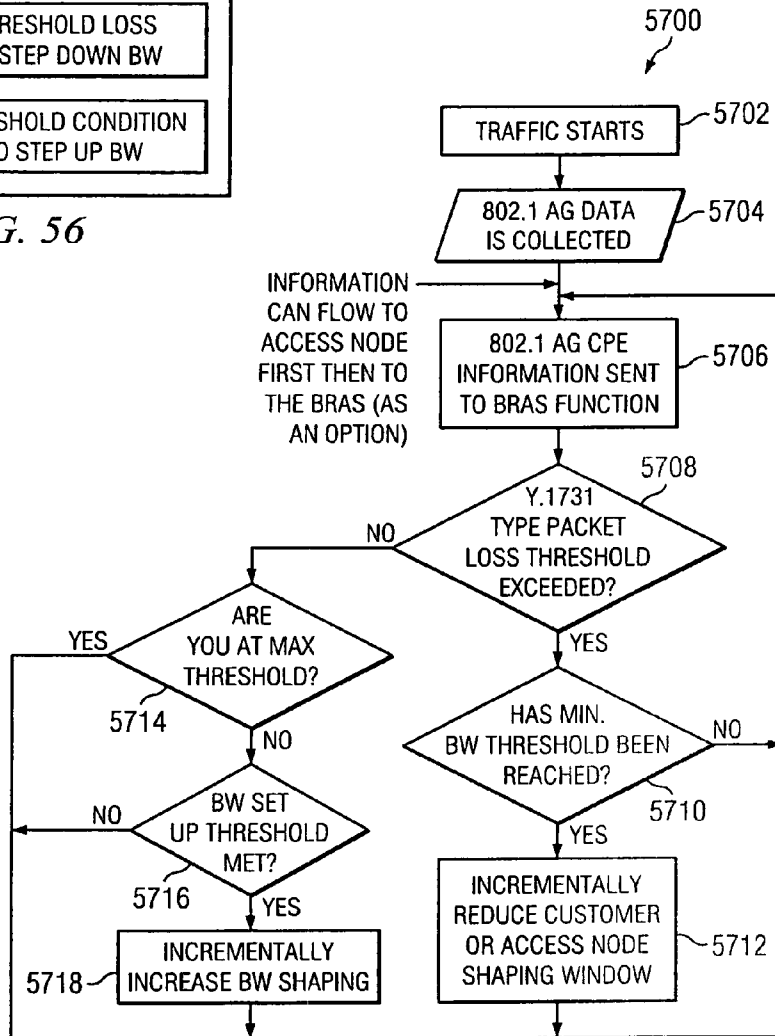 RESHOLD LOSS
STEP DOWN BW
SHOLD CONDITION
O STEP UP BW
G. 56
5700
TRAFFIC STARTS
5702
802.1 AG DATA
IS COLLECTED
5704
INFORMATION
CAN FLOW TO
ACCESS NODE
FIRST THEN TO
THE BRAS (AS
AN OPTION)
802.1 AG CPE
INFORMATION SENT
TO BRAS FUNCTION
5706
5708
Y.1731
TYPE PACKET
LOSS THRESHOLD
EXCEEDED?
NO
YES
ARE
YOU AT MAX
THRESHOLD?
YES
5714
NO
HAS MIN.
BW THRESHOLD BEEN
REACHED?
NO
5710
YES
BW SET
UP THRESHOLD
MET?
NO
5716
YES
INCREMENTALLY
REDUCE CUSTOMER
OR ACCESS NODE
SHAPING WINDOW
5712
INCREMENTALLY
INCREASE BW SHAPING
5718